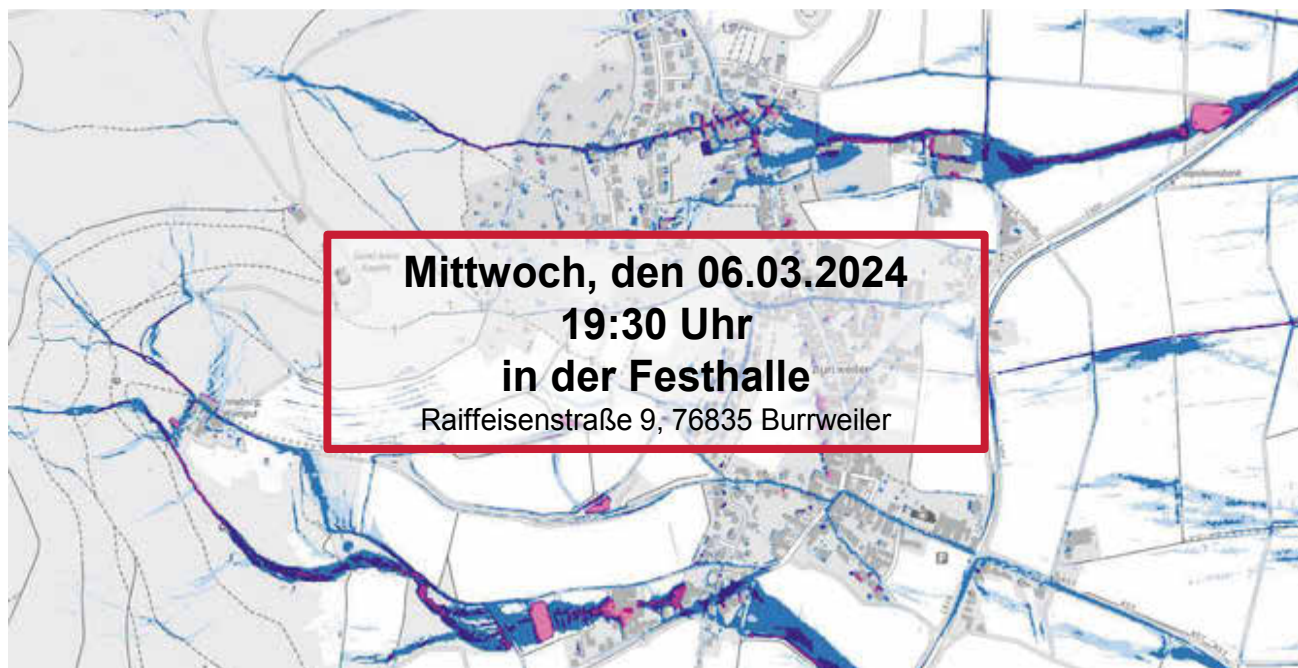 Mittwoch, den 06.03.2024
19:30 Uhr
in der Festhalle
Raiffeisenstraße 9, 76835 Burrweiler
P